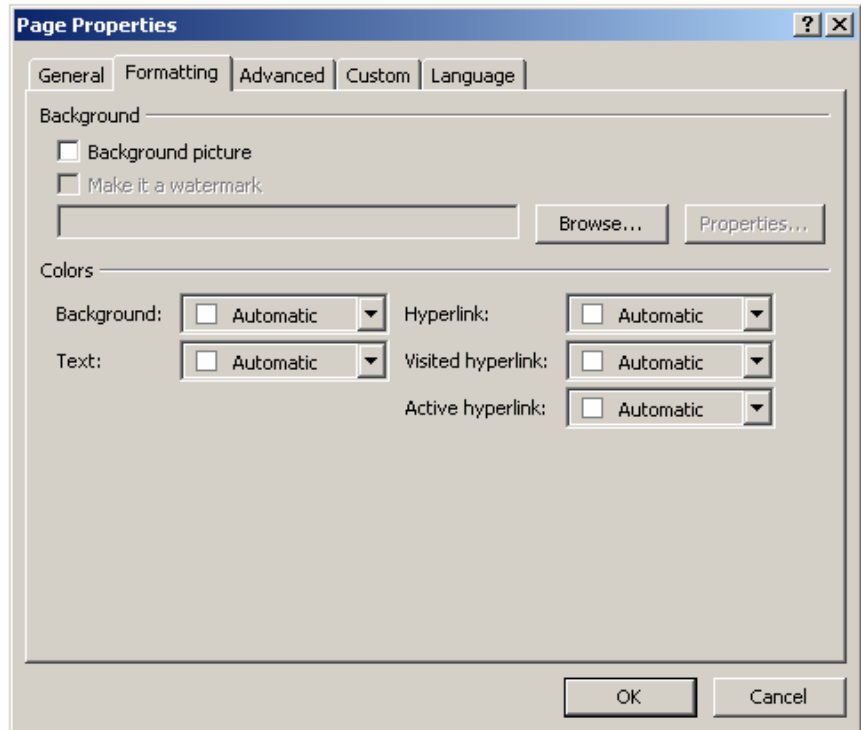 Page Properties
General Formatting Advanced Custom Language
Background
Background picture
Make it a watermark
Browse... Properties...
Colors
Background: Automatic Hyperlink: Automatic
Text: Automatic Visited hyperlink: Automatic
Active hyperlink: Automatic
OK Cancel